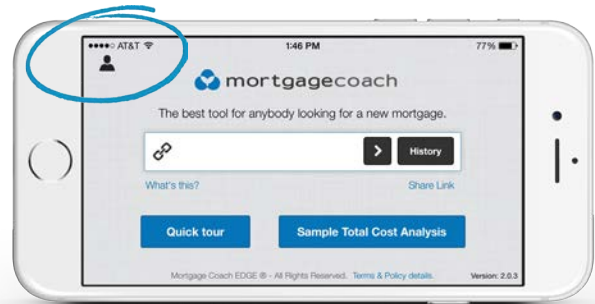 AT&T 1:46 PM 77%
mortgagecoach
The best tool for anybody looking for a new mortgage.
> History
What's this? Share Link
Quick tour Sample Total Cost Analysis
Mortgage Coach EDGE ® - All Rights Reserved. Terms & Policy details. Version: 2.0.3